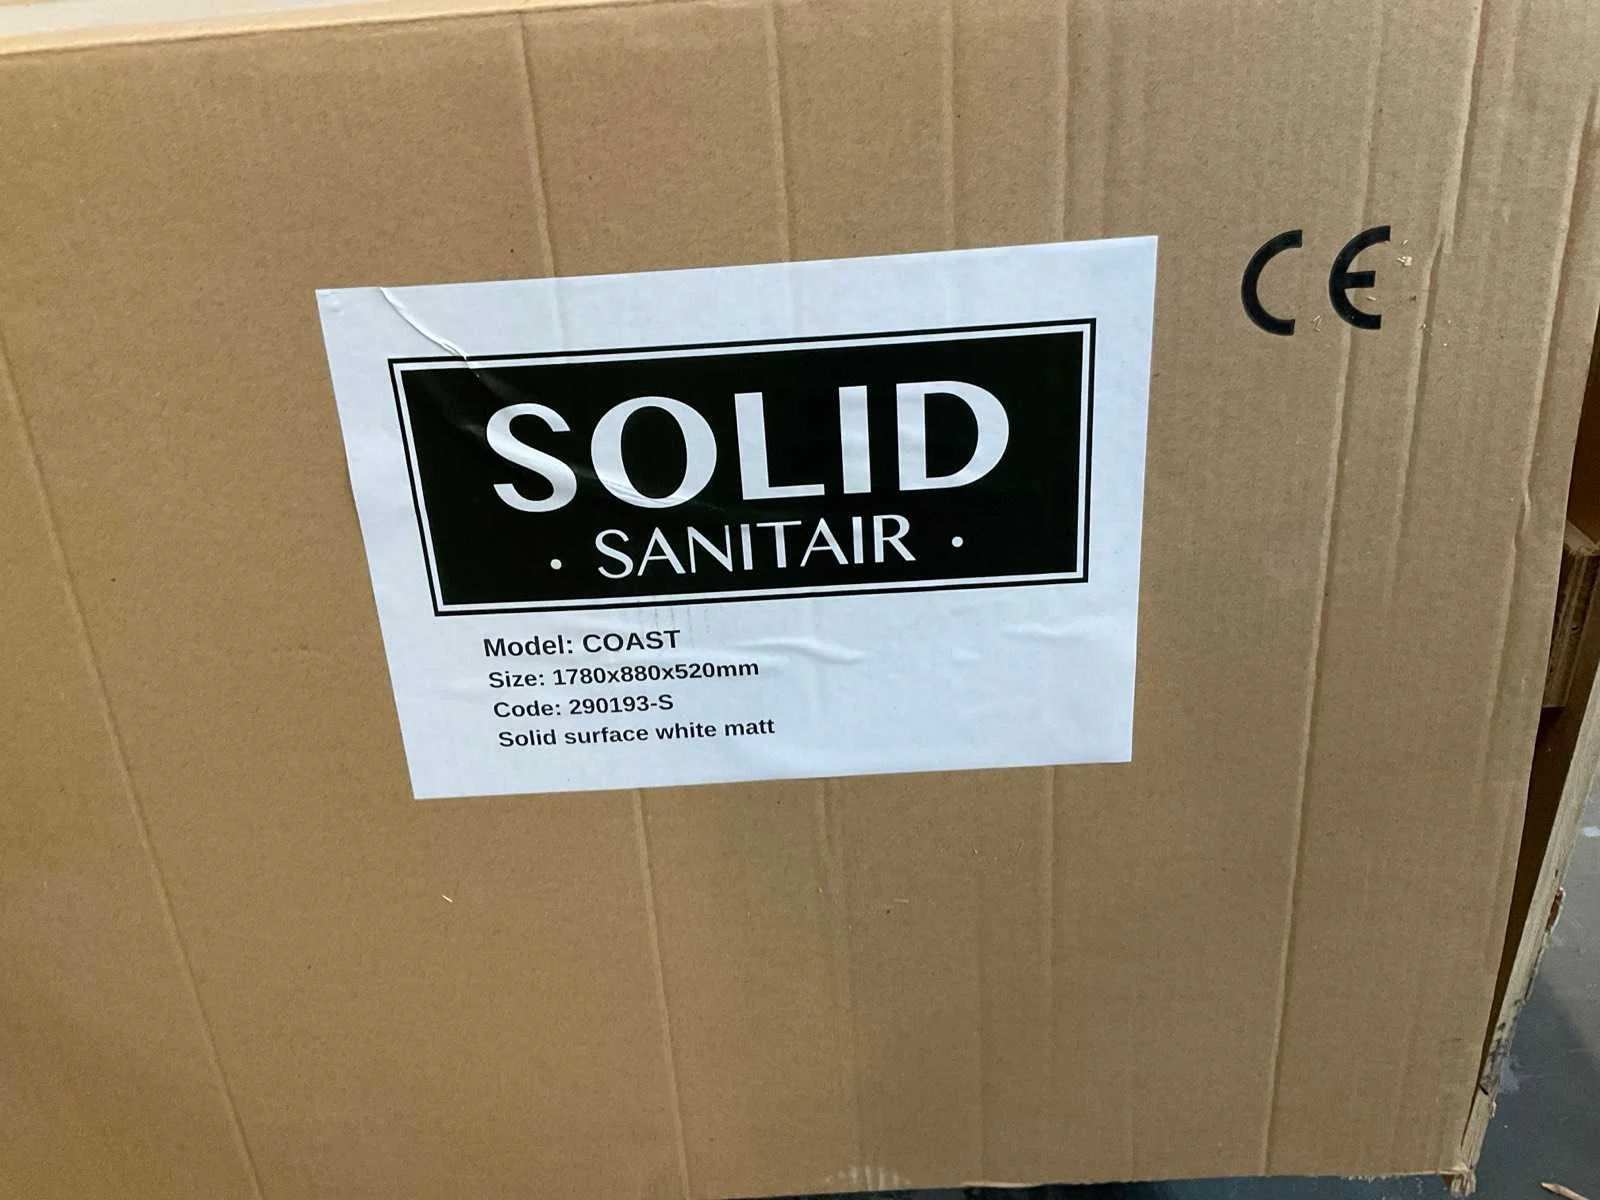 CE
SOLID
· SANITAIR ·
Model: COAST
Size: 1780x880x520mm
Code: 290193-S
Solid surface white matt